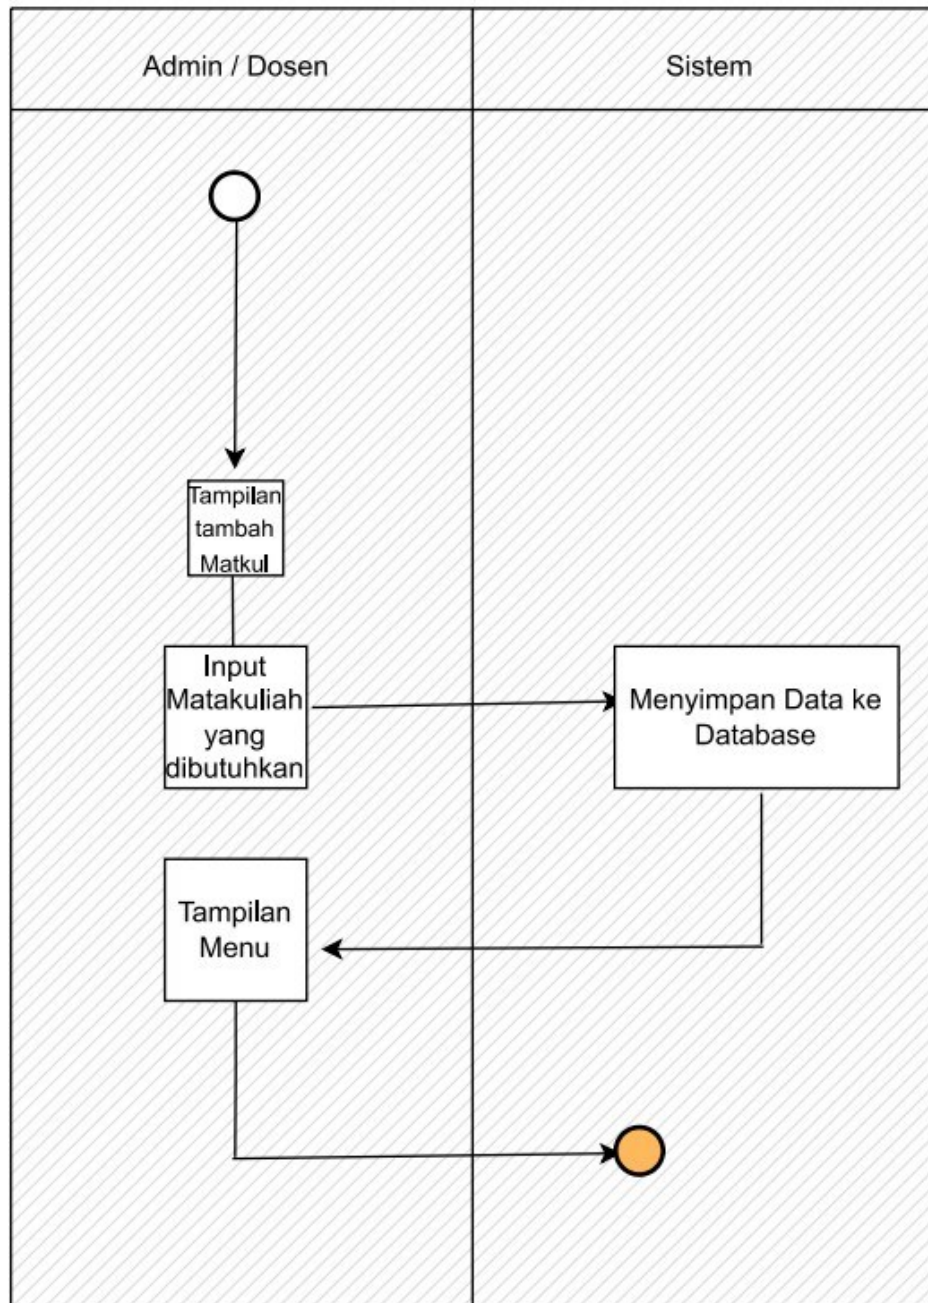 Admin / Dosen
Sistem
Tampilan
tambah
Matkul
Input
Matakuliah
yang
dibutuhkan
Menyimpan Data ke
Database
Tampilan
Menu